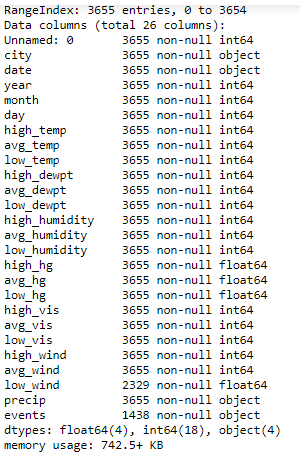 RangeIndex: 3655 entries, 0 to 3654
Data columns (total 26 columns):
Unnamed: 0       3655 non-null int64
city             3655 non-null object
date             3655 non-null object
year             3655 non-null int64
month            3655 non-null int64
day              3655 non-null int64
high_temp        3655 non-null int64
avg_temp         3655 non-null int64
low_temp         3655 non-null int64
high_dewpt       3655 non-null int64
avg_dewpt        3655 non-null int64
low_dewpt        3655 non-null int64
high_humidity    3655 non-null int64
avg_humidity     3655 non-null int64
low_humidity     3655 non-null int64
high_hg          3655 non-null float64
avg_hg           3655 non-null float64
low_hg           3655 non-null float64
high_vis         3655 non-null int64
avg_vis          3655 non-null int64
low_vis          3655 non-null int64
high_wind        3655 non-null int64
avg_wind         3655 non-null int64
low_wind         2329 non-null float64
precip           3655 non-null object
events           1438 non-null object
dtypes: float64(4), int64(18), object(4)
memory usage: 742.5+ KB